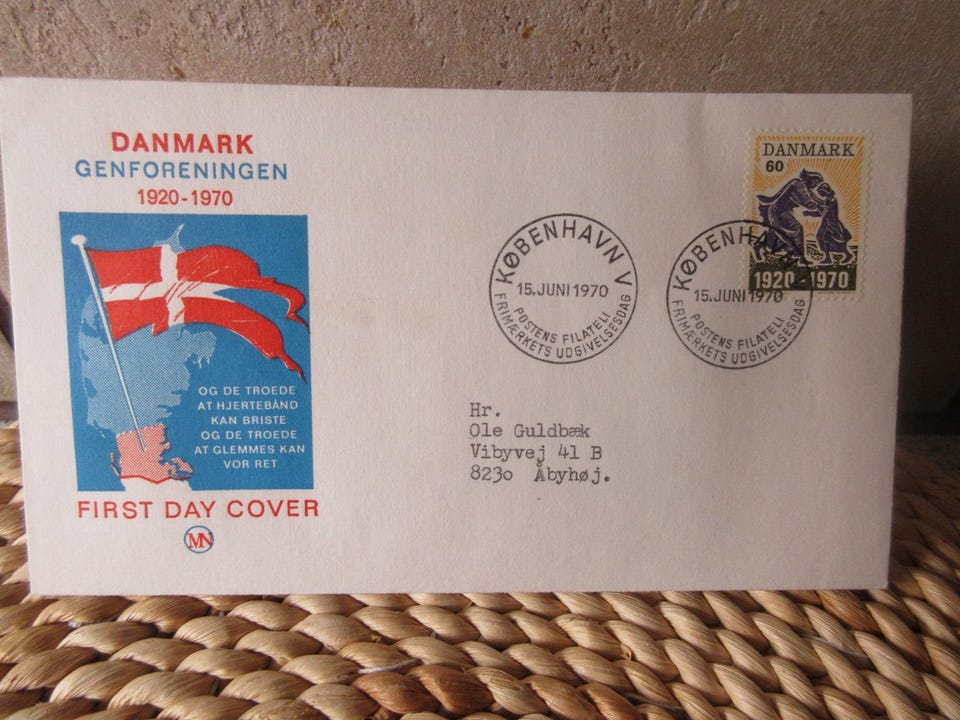 DANMARK
GENFORENINGEN
1920-1970
OG DE TROEDE
AT HJERTEBÅND
KAN BRISTE
OG DE TROEDE
AT GLEMMES KAN
VOR RET
FIRST DAY COVER
MN
KØBENHAVN V
15.JUNI 1970
POSTENS FILATELI
FRIMÆRKETS UDGIVELSESDAG
KØBENHAVN V
15.JUNI 1970
POSTENS FILATELI
FRIMÆRKETS UDGIVELSESDAG
DANMARK
60
1920-1970
Hr.
Ole Guldbæk
Vibyvej 41 B
8230 Åbyhøj.